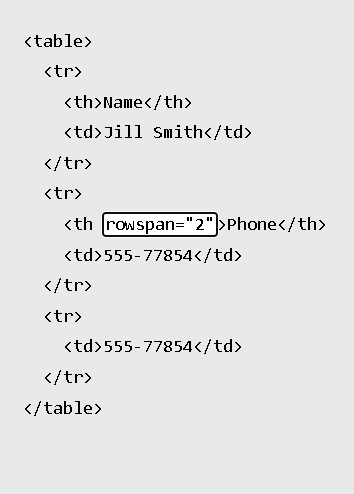 <table>
<tr>
<th>Name</th>
<td>Jill Smith</td>
</tr>
<tr>
<th rowspan="2">Phone</th>
<td>555-77854</td>
</tr>
<tr>
<td>555-77854</td>
</tr>
</table>